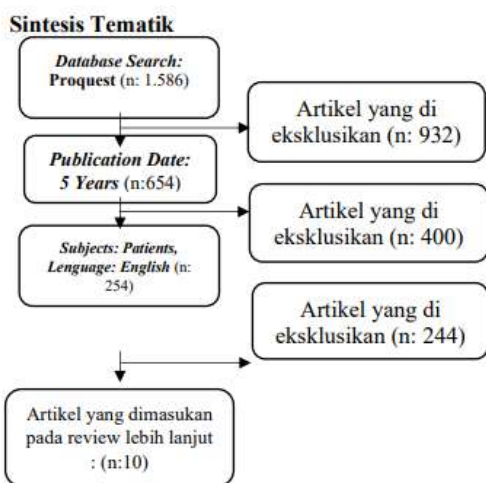 Sintesis Tematik
Database Search:
Proquest (n: 1.586)
Artikel yang di
eksklusikan (n: 932)
Publication Date:
5 Years (n:654)
Artikel yang di
eksklusikan (n: 400)
Subjects: Patients,
Lenguage: English (n:
254)
Artikel yang di
eksklusikan (n: 244)
Artikel yang dimasukan
pada review lebih lanjut
: (n:10)